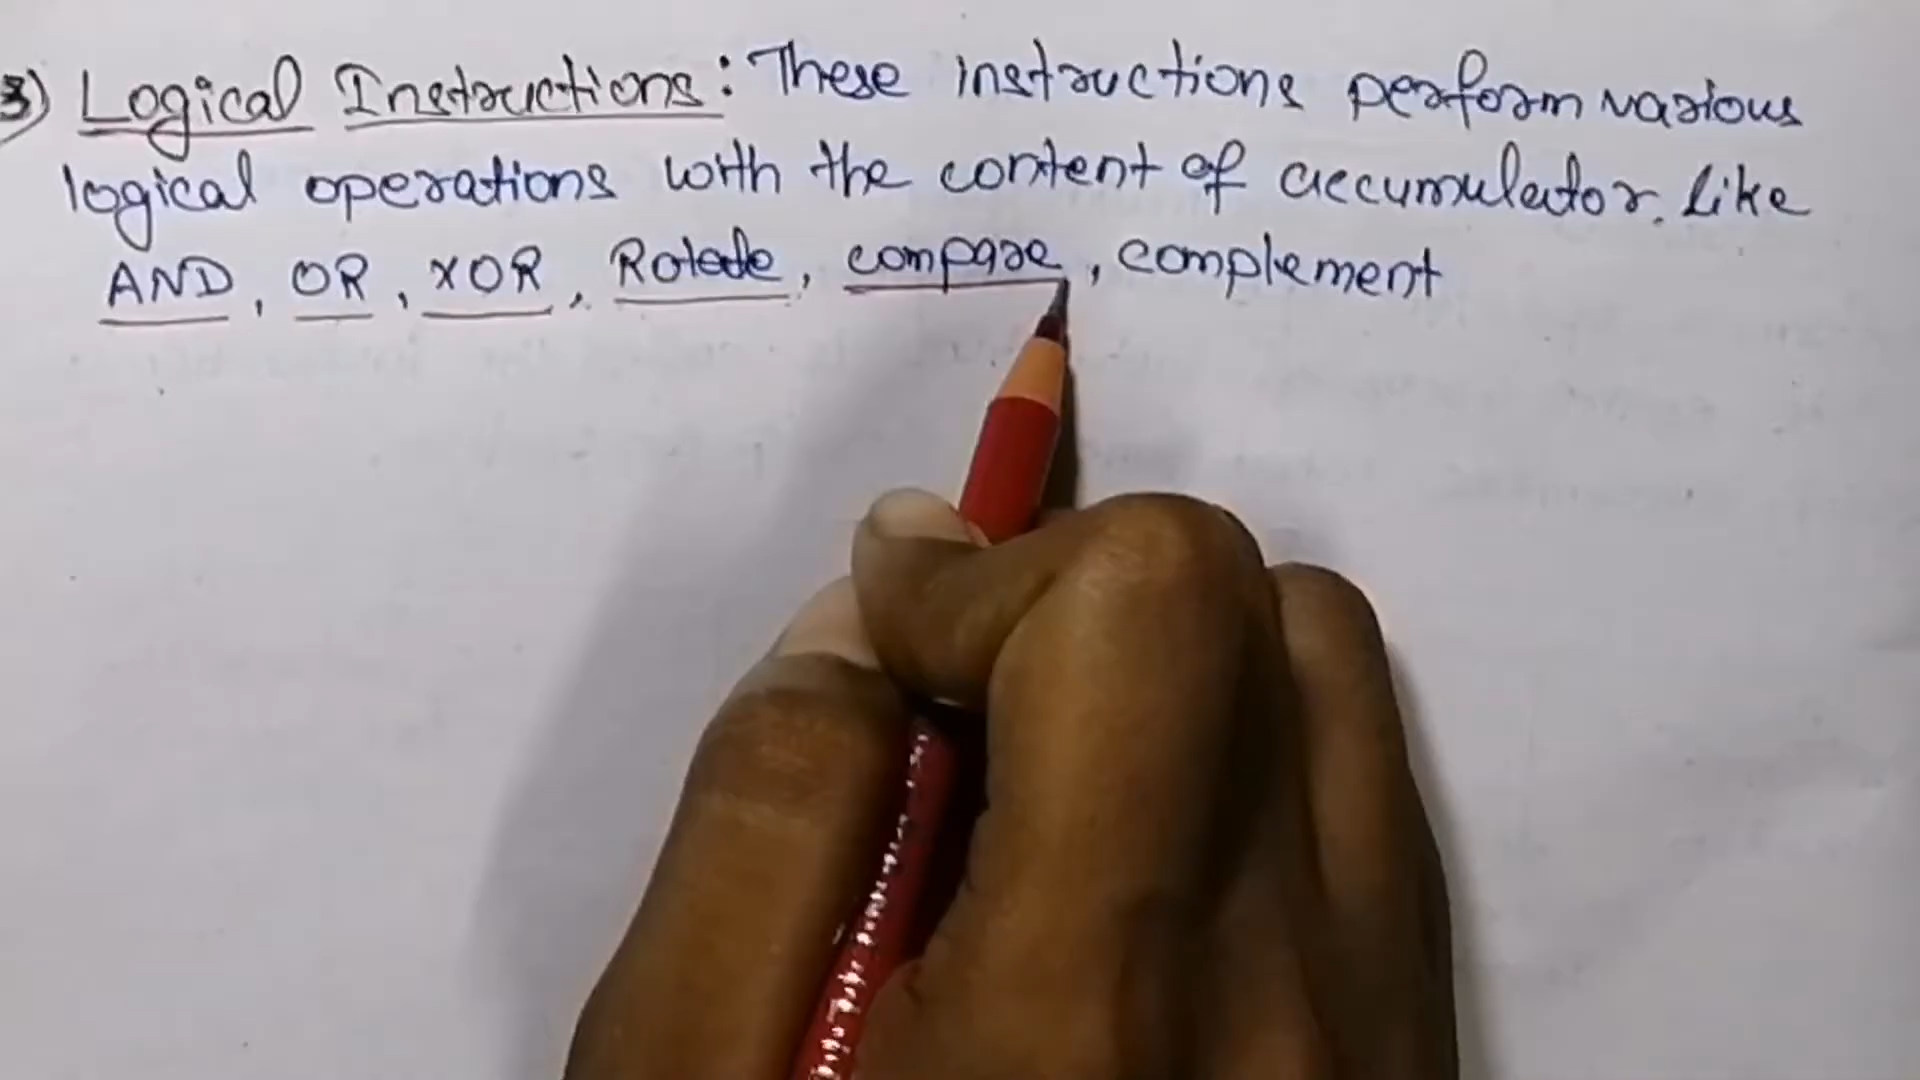 3) Logical Instructions: These instructions perform various
logical operations with the content of accumulator. Like
AND, OR, XOR, Rotate, compare, complement